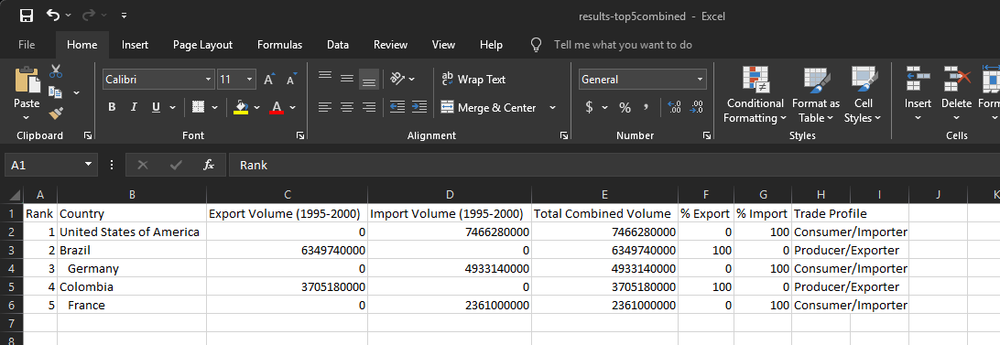 results-top5combined - Excel
File Home Insert Page Layout Formulas Data Review View Help Tell me what you want to do
Paste
Clipboard
Calibri 11 A A
B I U A
Font
ab Wrap Text
Merge & Center
Alignment
General
$ % , .0 .00 .00 .0
Number
Conditional Formatting
Format as Table
Cell Styles
Styles
Insert Delete Form
Cells
A1 fx Rank
A B C D E F G H I J K
1 Rank Country Export Volume (1995-2000) Import Volume (1995-2000) Total Combined Volume % Export % Import Trade Profile
2 1 United States of America 0 7466280000 7466280000 0 100 Consumer/Importer
3 2 Brazil 6349740000 0 6349740000 100 0 Producer/Exporter
4 3 Germany 0 4933140000 4933140000 0 100 Consumer/Importer
5 4 Colombia 3705180000 0 3705180000 100 0 Producer/Exporter
6 5 France 0 2361000000 2361000000 0 100 Consumer/Importer
7
8